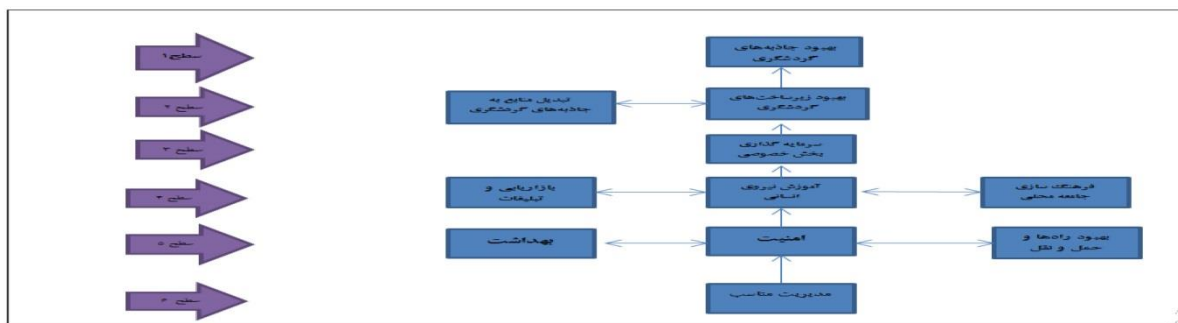 سطح۱
بهبود جاذبه‌های
گردشگری
سطح ۲
بهبود زیرساخت‌های
گردشگری
تبدیل منابع به
جاذبه‌های گردشگری
سطح ۳
سرمایه گذاری
بخش خصوصی
سطح ۴
فرهنگ سازی
جامعه محلی
آموزش نیروی
انسانی
بازاریابی و
تبلیغات
سطح ۵
بهبود راه‌ها و
حمل و نقل
امنیت
بهداشت
سطح ۶
مدیریت مناسب